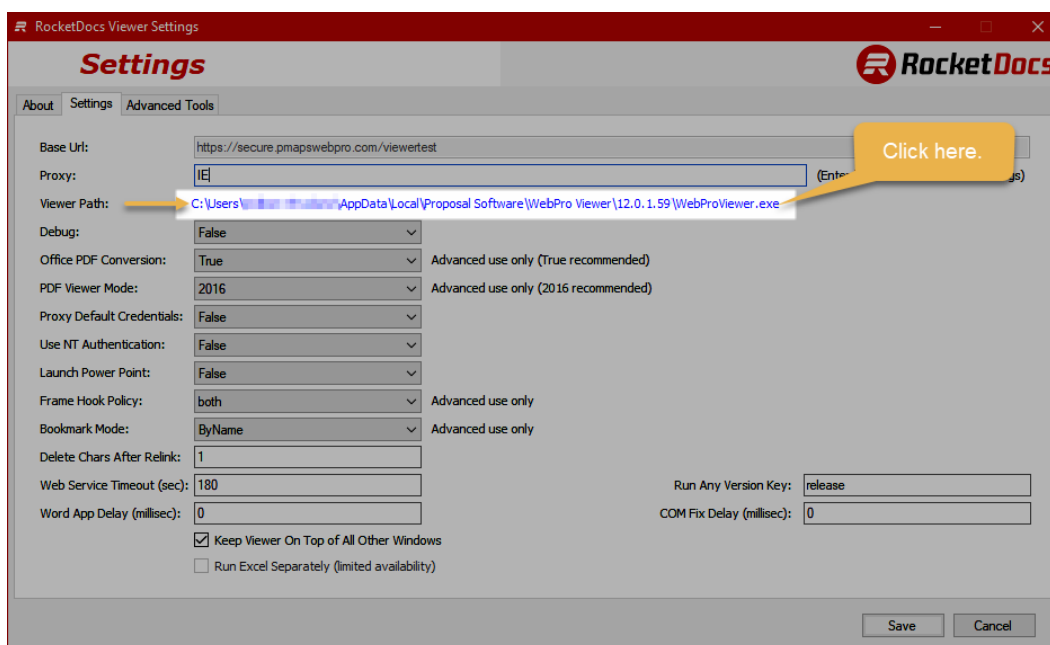 RocketDocs Viewer Settings
Settings
RocketDocs
About Settings Advanced Tools
Base Url: https://secure.pmapswebpro.com/viewertest
Click here.
Proxy: IE (Ente gs)
Viewer Path: C:\Users\ \AppData\Local\Proposal Software\WebPro Viewer\12.0.1.59\WebProViewer.exe
Debug: False
Office PDF Conversion: True Advanced use only (True recommended)
PDF Viewer Mode: 2016 Advanced use only (2016 recommended)
Proxy Default Credentials: False
Use NT Authentication: False
Launch Power Point: False
Frame Hook Policy: both Advanced use only
Bookmark Mode: ByName Advanced use only
Delete Chars After Relink: 1
Web Service Timeout (sec): 180 Run Any Version Key: release
Word App Delay (millisec): 0 COM Fix Delay (millisec): 0
Keep Viewer On Top of All Other Windows
Run Excel Separately (limited availability)
Save Cancel